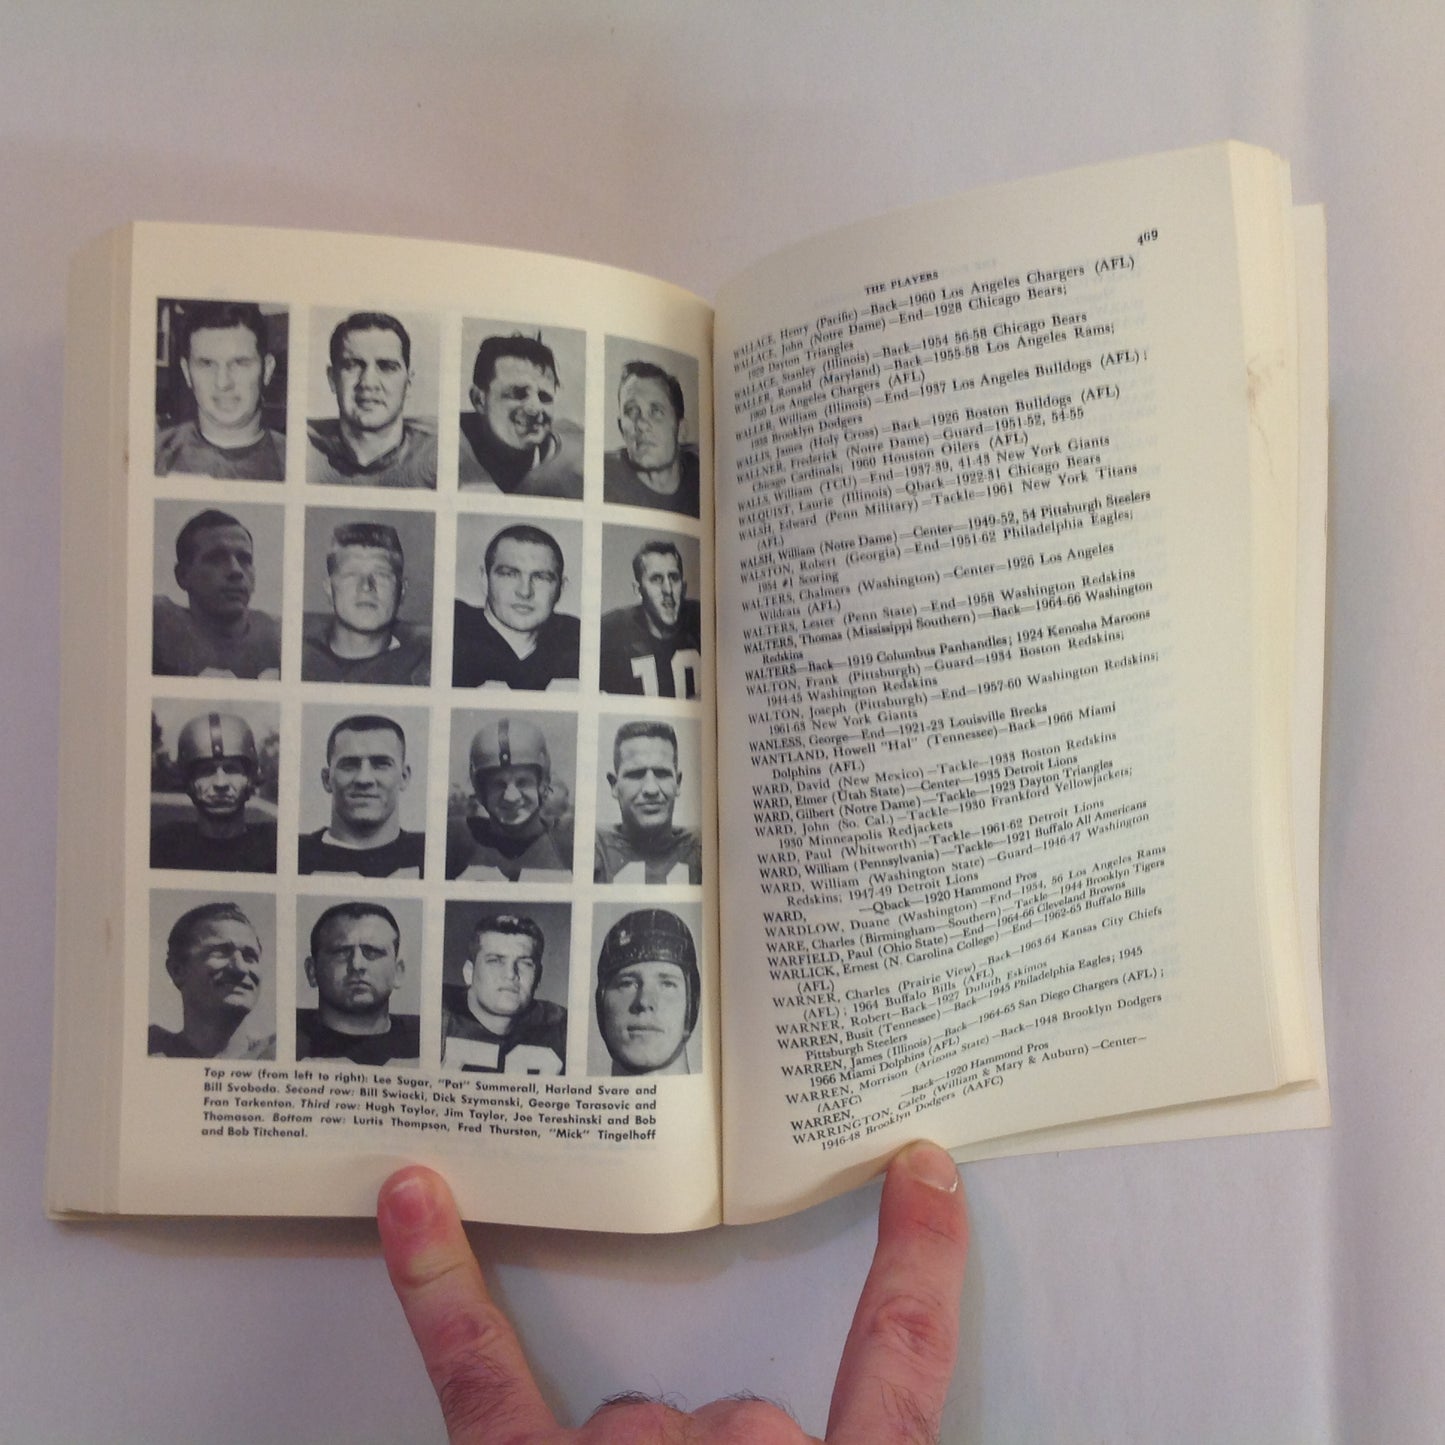 Top row (from left to right): Lee Sugar, "Pat" Summerall, Harland Svare and
Bill Svoboda. Second row: Bill Swiacki, Dick Szymanski, George Tarasovic and
Fran Tarkenton. Third row: Hugh Taylor, Jim Taylor, Joe Tereshinski and Bob
Thomason. Bottom row: Lurtis Thompson, Fred Thurston, "Mick" Tingelhoff
and Bob Titchenal.
10
THE PLAYERS 469
WALLACE, Henry (Pacific)—Back—1960 Los Angeles Chargers (AFL)
WALLACE, John (Notre Dame)—End—1928 Chicago Bears;
1929 Dayton Triangles
WALLACE, Stanley (Illinois)—Back—1954 56-58 Chicago Bears
WALLER, Ronald (Maryland)—Back—1955-58 Los Angeles Rams;
1960 Los Angeles Chargers (AFL)
WALLER, William (Illinois)—End—1937 Los Angeles Bulldogs (AFL);
1938 Brooklyn Dodgers
WALLIS, James (Holy Cross)—Back—1926 Boston Bulldogs (AFL)
WALLNER, Frederick (Notre Dame)—Guard—1951-52, 54-55
Chicago Cardinals; 1960 Houston Oilers (AFL)
WALLS, William (TCU)—End—1937-39, 41-43 New York Giants
WALQUIST, Laurie (Illinois)—Qback—1922-31 Chicago Bears
WALSH, Edward (Penn Military)—Tackle—1961 New York Titans
(AFL)
WALSH, William (Notre Dame)—Center—1949-52, 54 Pittsburgh Steelers
WALSTON, Robert (Georgia)—End—1951-62 Philadelphia Eagles;
1954 #1 Scoring
WALTERS, Chalmers (Washington)—Center—1926 Los Angeles
Wildcats (AFL)
WALTERS, Lester (Penn State)—End—1958 Washington Redskins
WALTERS, Thomas (Mississippi Southern)—Back—1964-66 Washington
Redskins
WALTERS—Back—1919 Columbus Panhandles; 1924 Kenosha Maroons
WALTON, Frank (Pittsburgh)—Guard—1934 Boston Redskins;
1944-45 Washington Redskins
WALTON, Joseph (Pittsburgh)—End—1957-60 Washington Redskins;
1961-63 New York Giants
WANLESS, George—End—1921-23 Louisville Brecks
WANTLAND, Howell "Hal" (Tennessee)—Back—1966 Miami
Dolphins (AFL)
WARD, David (New Mexico)—Tackle—1933 Boston Redskins
WARD, Elmer (Utah State)—Center—1935 Detroit Lions
WARD, Gilbert (Notre Dame)—Tackle—1923 Dayton Triangles
WARD, John (So. Cal.)—Tackle—1930 Frankford Yellowjackets;
1930 Minneapolis Redjackets
WARD, Paul (Whitworth)—Tackle—1961-62 Detroit Lions
WARD, William (Pennsylvania)—Tackle—1921 Buffalo All Americans
WARD, William (Washington State)—Guard—1946-47 Washington
Redskins; 1947-49 Detroit Lions
WARD, —Qback—1920 Hammond Pros
WARDLOW, Duane (Washington)—End—1954, 56 Los Angeles Rams
WARE, Charles (Birmingham—Southern)—Tackle—1944 Brooklyn Tigers
WARFIELD, Paul (Ohio State)—End—1964-66 Cleveland Browns
WARLICK, Ernest (N. Carolina College)—End—1962-65 Buffalo Bills
(AFL)
WARNER, Charles (Prairie View)—Back—1963-64 Kansas City Chiefs
(AFL); 1964 Buffalo Bills (AFL)
WARNER, Robert—Back—1927 Duluth Eskimos
WARREN, Busit (Tennessee)—Back—1945 Philadelphia Eagles; 1945
Pittsburgh Steelers
WARREN, James (Illinois)—Back—1964-65 San Diego Chargers (AFL);
1966 Miami Dolphins (AFL)
WARREN, Morrison (Arizona State)—Back—1948 Brooklyn Dodgers
(AAFC)
WARREN, —Back—1920 Hammond Pros
WARRINGTON, Caleb (William & Mary & Auburn)—Center—
1946-48 Brooklyn Dodgers (AAFC)